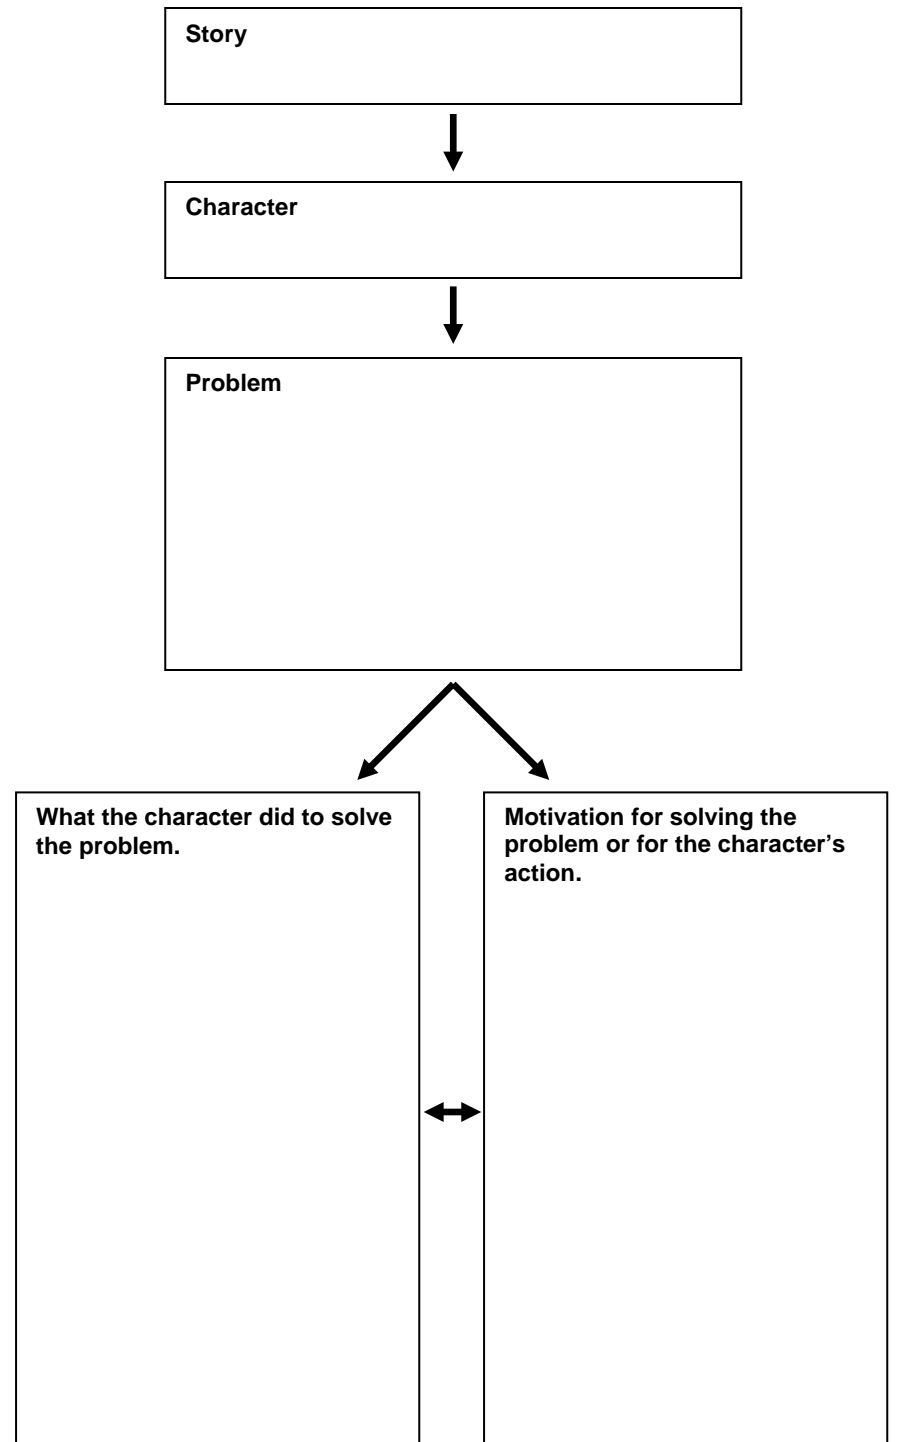 Story
Character
Problem
What the character did to solve
the problem.
Motivation for solving the
problem or for the character’s
action.